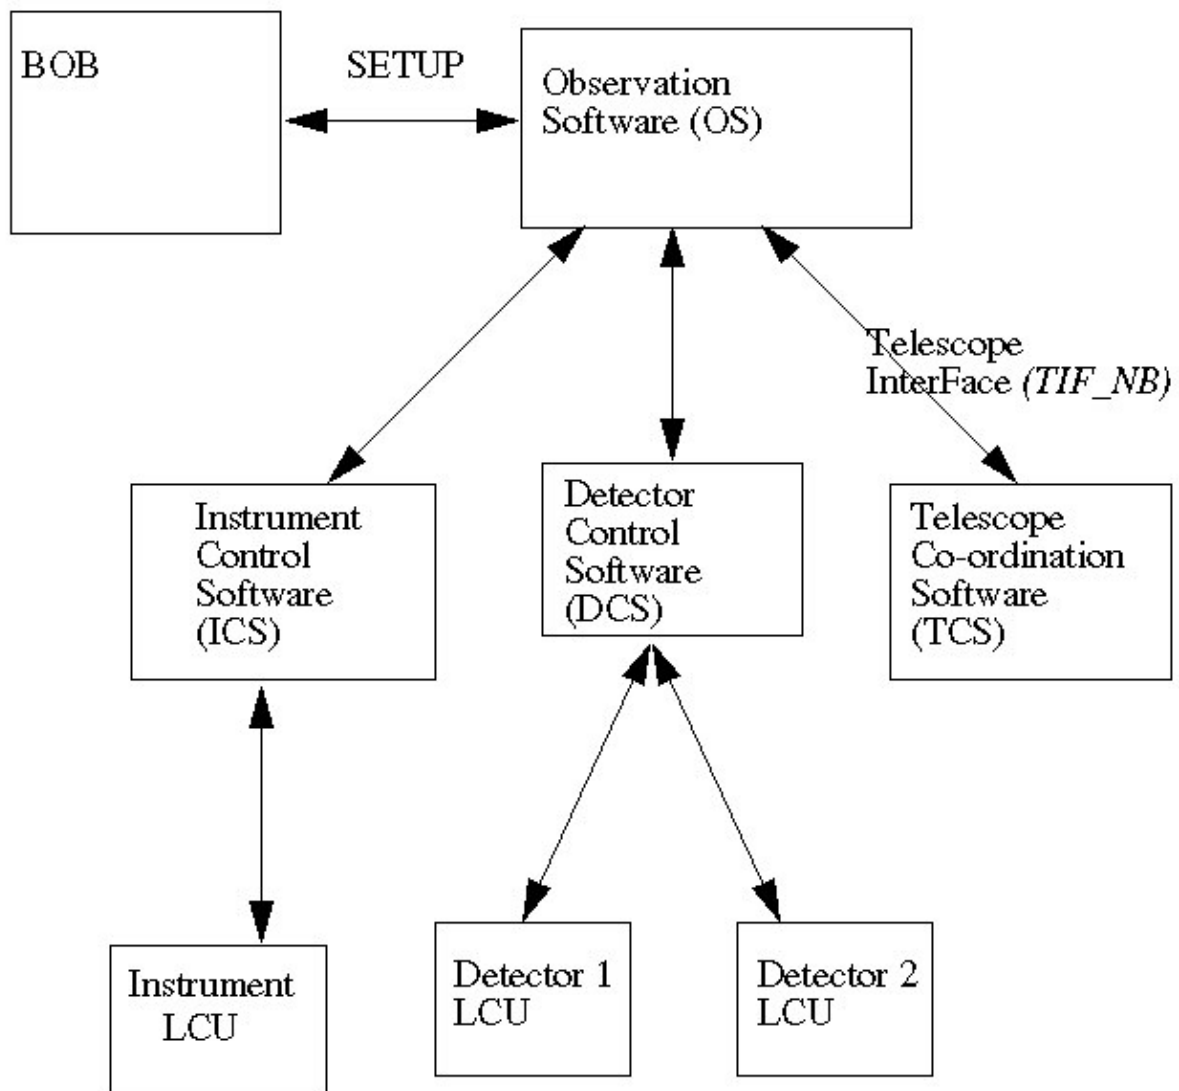 BOB
SETUP
Observation
Software (OS)
Telescope
InterFace (TIF_NB)
Instrument
Control
Software
(ICS)
Detector
Control
Software
(DCS)
Telescope
Co-ordination
Software
(TCS)
Instrument
LCU
Detector 1
LCU
Detector 2
LCU